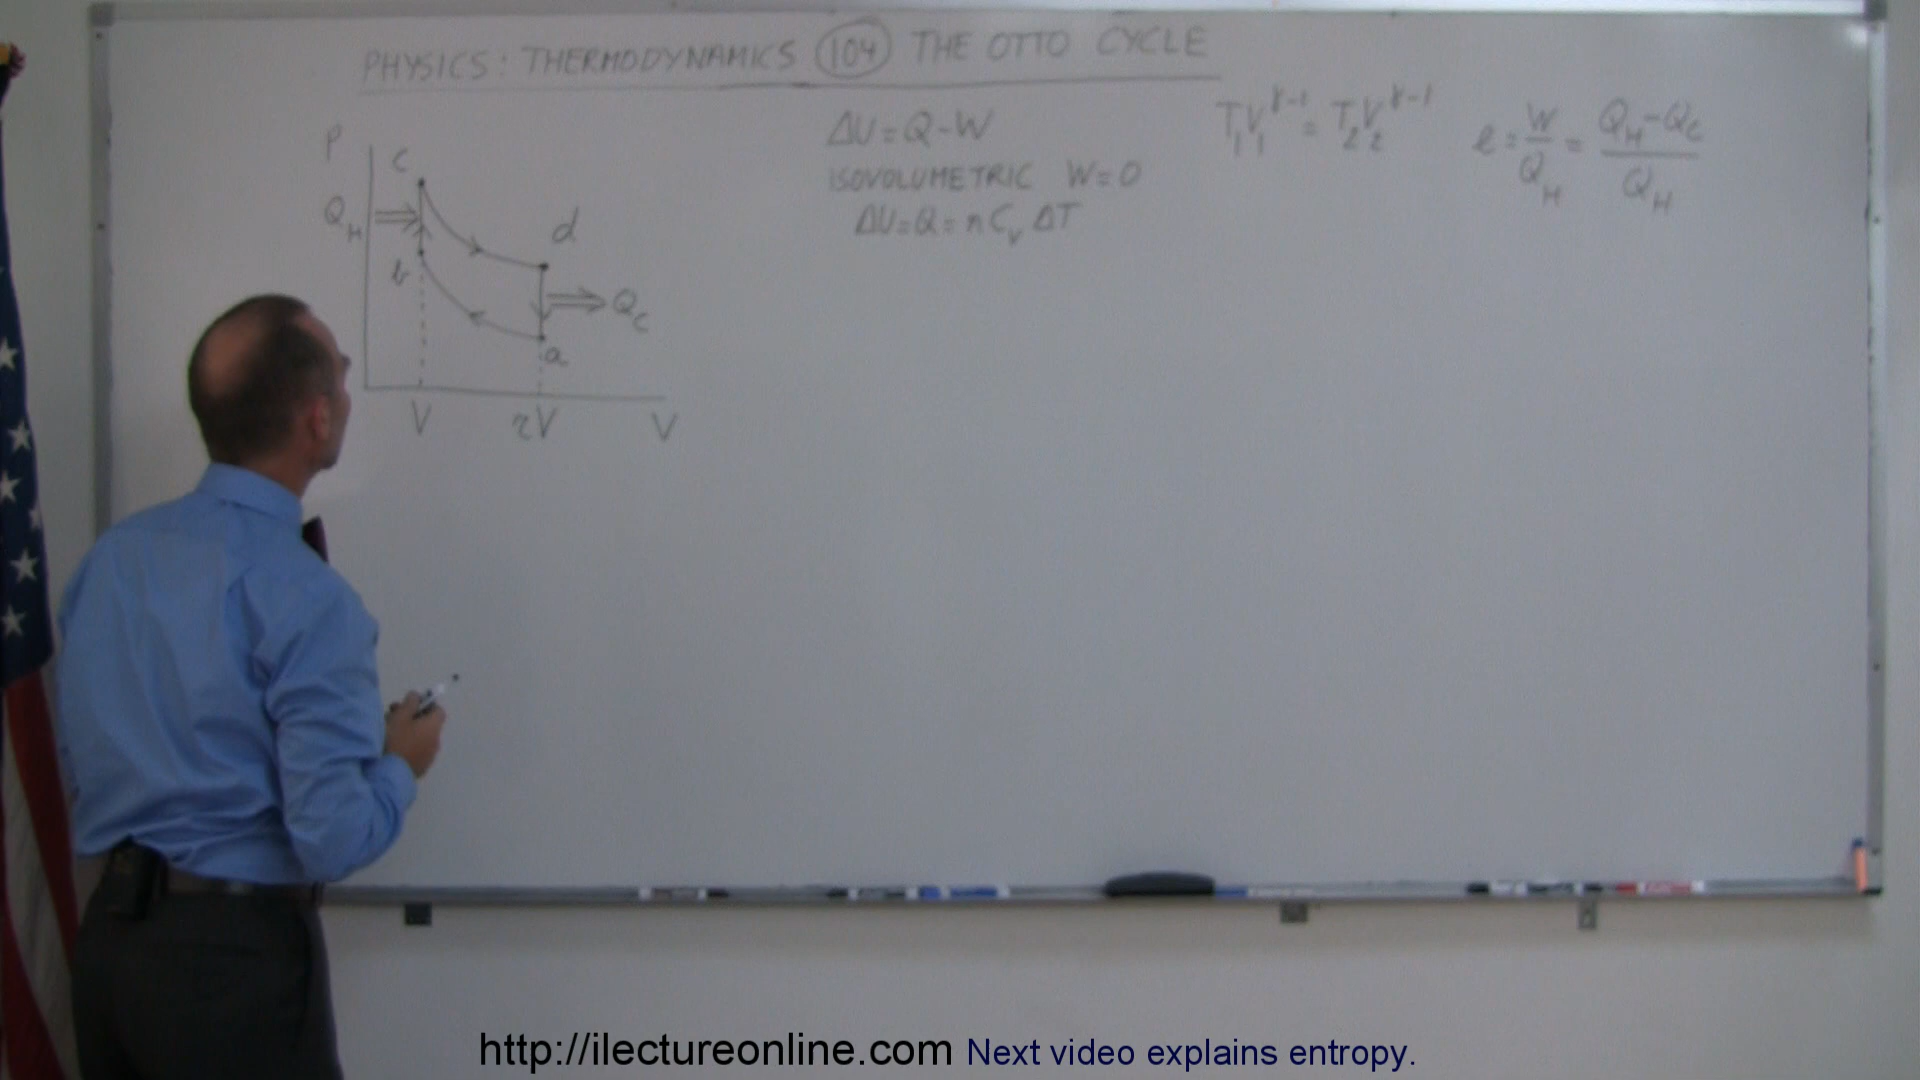 PHYSICS: THERMODYNAMICS 104 THE OTTO CYCLE
ΔU = Q - W
ISOVOLUMETRIC W = 0
ΔU = Q = n C_v ΔT
T₁V₁^(γ-1) = T₂V₂^(γ-1)
e = W/Q_H = (Q_H - Q_C)/Q_H
P
c
Q_H
d
b
Q_C
a
V
rV
V
http://ilectureonline.com Next video explains entropy.